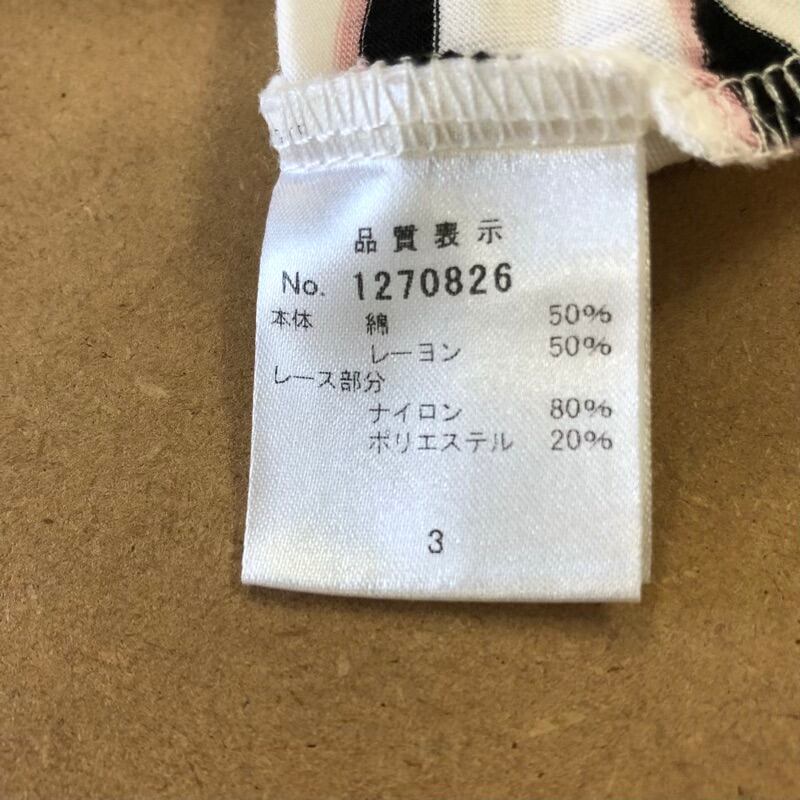 品質表示
No. 1270826
本体 綿 50%
レーヨン 50%
レース部分
ナイロン 80%
ポリエステル 20%
3